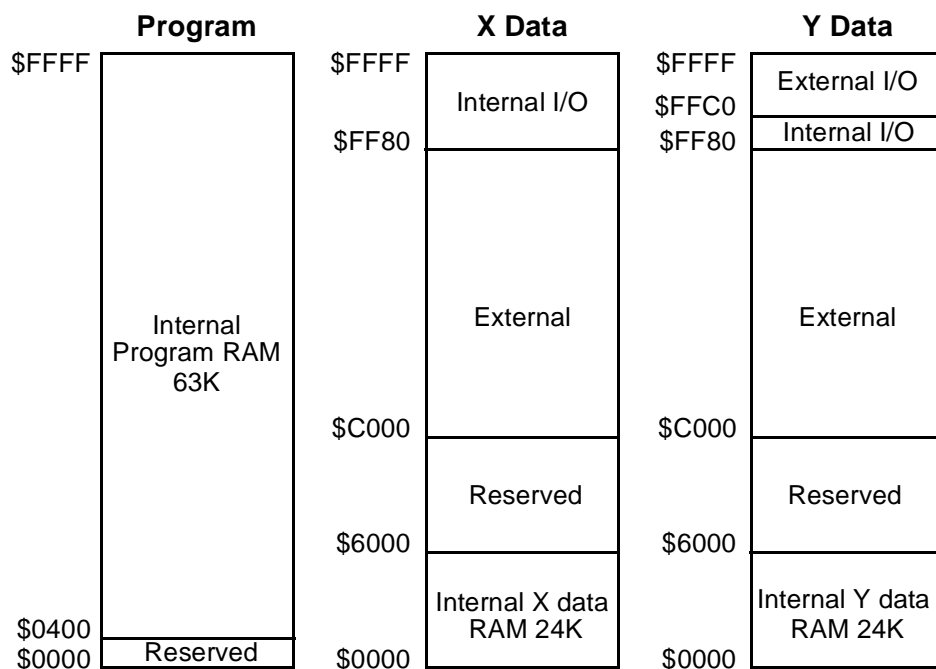 Program
$FFFF
Internal
Program RAM
63K
$0400
$0000
Reserved
X Data
$FFFF
Internal I/O
$FF80
External
$C000
Reserved
$6000
Internal X data
RAM 24K
$0000
Y Data
$FFFF
External I/O
$FFC0
Internal I/O
$FF80
External
$C000
Reserved
$6000
Internal Y data
RAM 24K
$0000